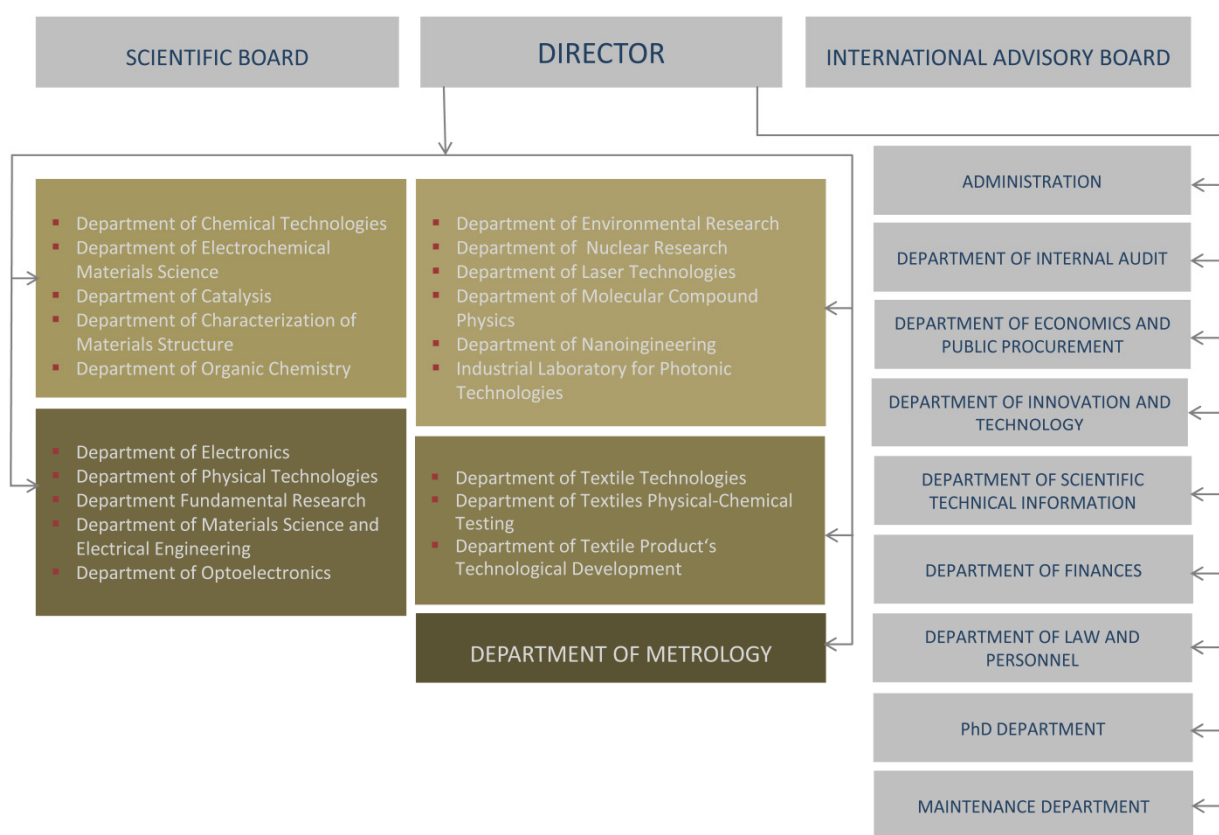 SCIENTIFIC BOARD
DIRECTOR
INTERNATIONAL ADVISORY BOARD
Department of Chemical Technologies
Department of Electrochemical
Materials Science
Department of Catalysis
Department of Characterization of
Materials Structure
Department of Organic Chemistry
Department of Electronics
Department of Physical Technologies
Department Fundamental Research
Department of Materials Science and
Electrical Engineering
Department of Optoelectronics
Department of Environmental Research
Department of  Nuclear Research
Department of Laser Technologies
Department of Molecular Compound
Physics
Department of Nanoingineering
Industrial Laboratory for Photonic
Technologies
Department of Textile Technologies
Department of Textiles Physical-Chemical
Testing
Department of Textile Product‘s
Technological Development
DEPARTMENT OF METROLOGY
ADMINISTRATION
DEPARTMENT OF INTERNAL AUDIT
DEPARTMENT OF ECONOMICS AND
PUBLIC PROCUREMENT
DEPARTMENT OF INNOVATION AND
TECHNOLOGY
DEPARTMENT OF SCIENTIFIC
TECHNICAL INFORMATION
DEPARTMENT OF FINANCES
DEPARTMENT OF LAW AND
PERSONNEL
PhD DEPARTMENT
MAINTENANCE DEPARTMENT